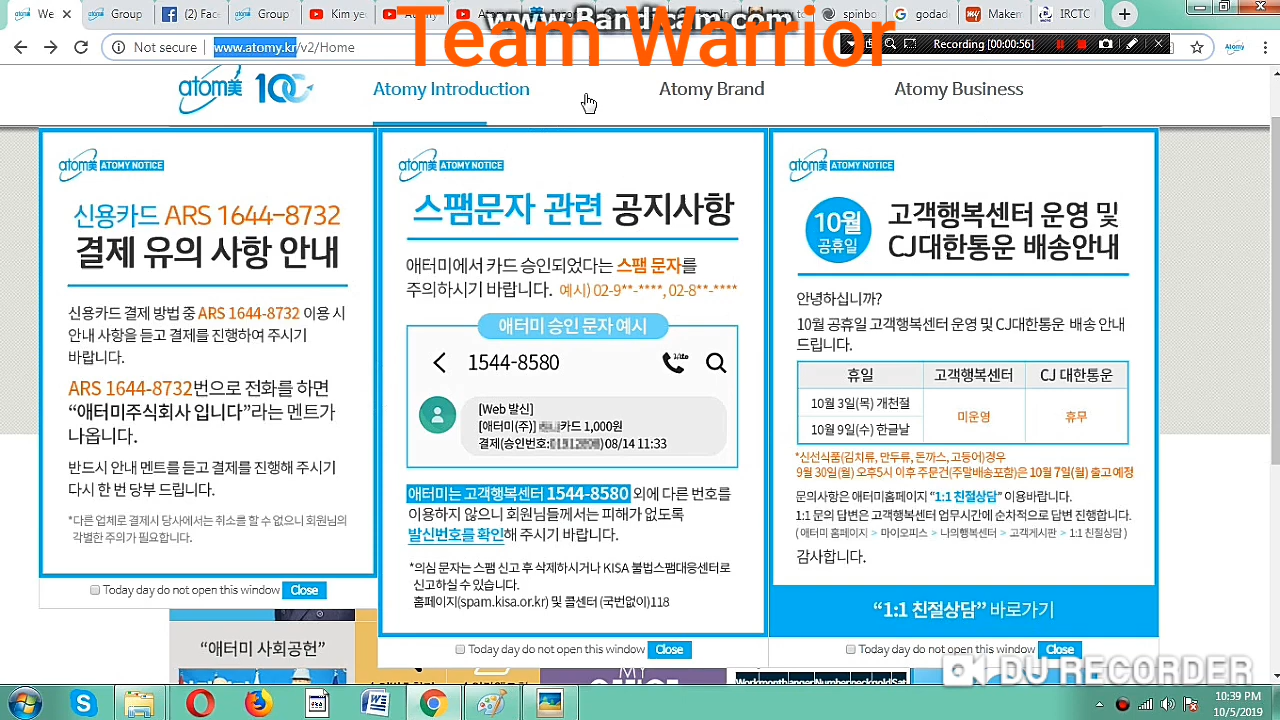 We
Group
(2) Face
Group
Kim ye
YouTu
Atomy
spinbo
godac
Make
IRCTC
www.Bandicam.com
Team Warrior
Not secure
www.atomy.kr/v2/Home
Recording [00:00:56]
Atomy
atom美 100
Atomy Introduction
Atomy Brand
Atomy Business
atom美 ATOMY NOTICE
신용카드 ARS 1644-8732
결제 유의 사항 안내
신용카드 결제 방법 중 ARS 1644-8732 이용 시
안내 사항을 듣고 결제를 진행하여 주시기
바랍니다.
ARS 1644-8732번으로 전화를 하면
“애터미주식회사 입니다”라는 멘트가
나옵니다.
반드시 안내 멘트를 듣고 결제를 진행해 주시기
다시 한 번 당부 드립니다.
*다른 업체로 결제시 당사에서는 취소를 할 수 없으니 회원님의
각별한 주의가 필요합니다.
Today day do not open this window Close
atom美 ATOMY NOTICE
스팸문자 관련 공지사항
애터미에서 카드 승인되었다는 스팸 문자를
주의하시기 바랍니다. 예시) 02-9**-****, 02-8**-****
애터미 승인 문자 예시
1544-8580
[Web 발신]
[애터미(주)] 카드 1,000원
결제(승인번호: )08/14 11:33
애터미는 고객행복센터 1544-8580 외에 다른 번호를
이용하지 않으니 회원님들께서는 피해가 없도록
발신번호를 확인해 주시기 바랍니다.
*의심 문자는 스팸 신고 후 삭제하시거나 KISA 불법스팸대응센터로
신고하실 수 있습니다.
홈페이지(spam.kisa.or.kr) 및 콜센터 (국번없이)118
Today day do not open this window Close
atom美 ATOMY NOTICE
10월
공휴일
고객행복센터 운영 및
CJ대한통운 배송안내
안녕하십니까?
10월 공휴일 고객행복센터 운영 및 CJ대한통운 배송 안내
드립니다.
휴일 고객행복센터 CJ 대한통운
10월 3일(목) 개천절
미운영 휴무
10월 9일(수) 한글날
*신선식품(김치류, 만두류, 돈까스, 고등어)경우
9월 30일(월) 오후5시 이후 주문건(주말배송포함)은 10월 7일(월) 출고 예정
문의사항은 애터미홈페이지 “1:1 친절상담” 이용바랍니다.
1:1 문의 답변은 고객행복센터 업무시간에 순차적으로 답변 진행합니다.
( 애터미 홈페이지 > 마이오피스 > 나의행복센터 > 고객게시판 > 1:1 친절상담 )
감사합니다.
“1:1 친절상담” 바로가기
Today day do not open this window Close
“애터미 사회공헌”
MY
DU RECORDER
10:39 PM
10/5/2019